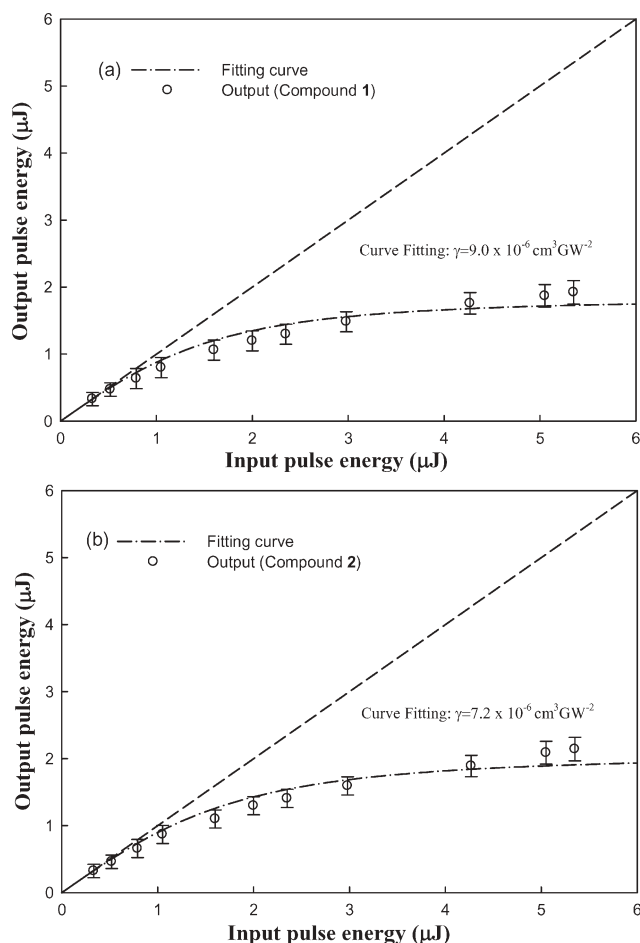 6
(a) Fitting curve
Output (Compound 1)
5
4
3
Curve Fitting: γ=9.0 x 10⁻⁶ cm³GW⁻²
2
1
0
0 1 2 3 4 5 6
Output pulse energy (μJ)
Input pulse energy (μJ)
6
(b) Fitting curve
Output (Compound 2)
5
4
3
Curve Fitting: γ=7.2 x 10⁻⁶ cm³GW⁻²
2
1
0
0 1 2 3 4 5 6
Output pulse energy (μJ)
Input pulse energy (μJ)